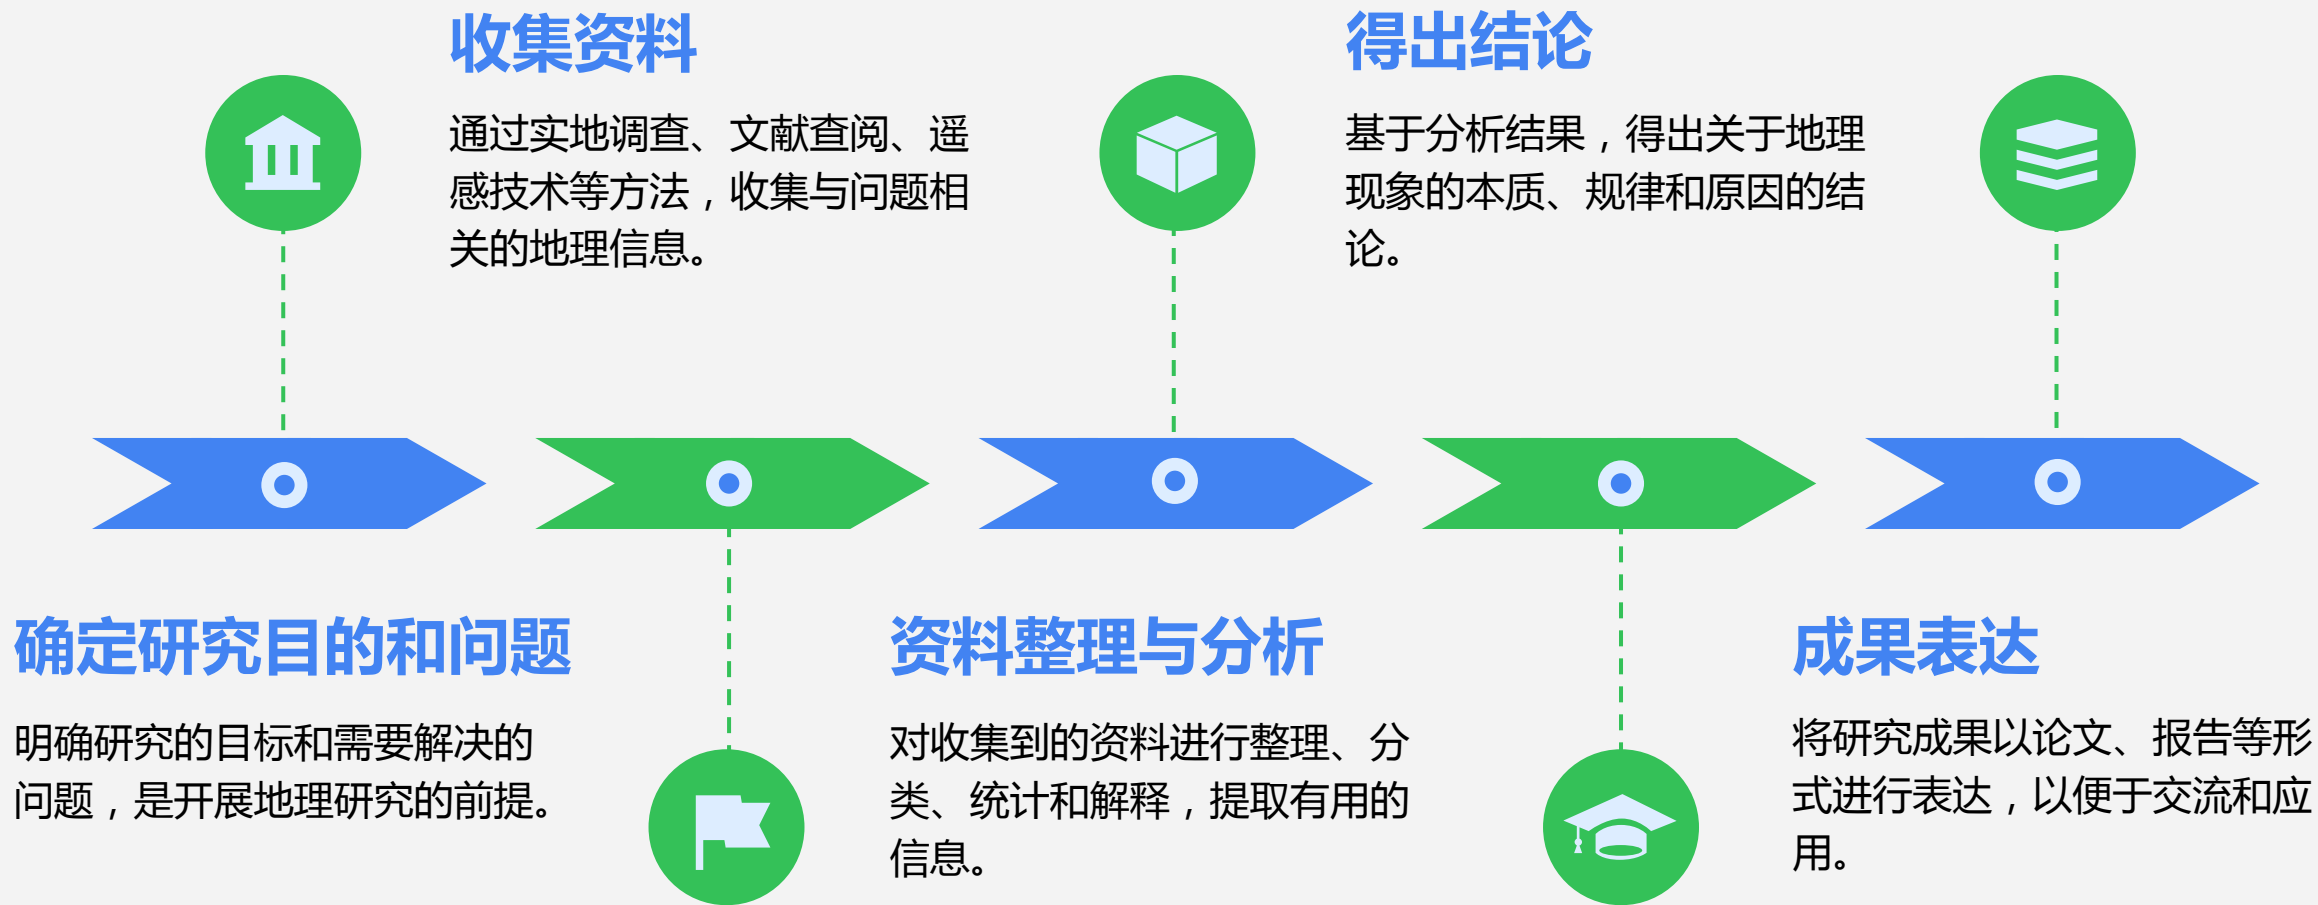 收集资料
通过实地调查、文献查阅、遥
感技术等方法，收集与问题相
关的地理信息。
得出结论
基于分析结果，得出关于地理
现象的本质、规律和原因的结
论。
确定研究目的和问题
明确研究的目标和需要解决的
问题，是开展地理研究的前提。
资料整理与分析
对收集到的资料进行整理、分
类、统计和解释，提取有用的
信息。
成果表达
将研究成果以论文、报告等形
式进行表达，以便于交流和应
用。